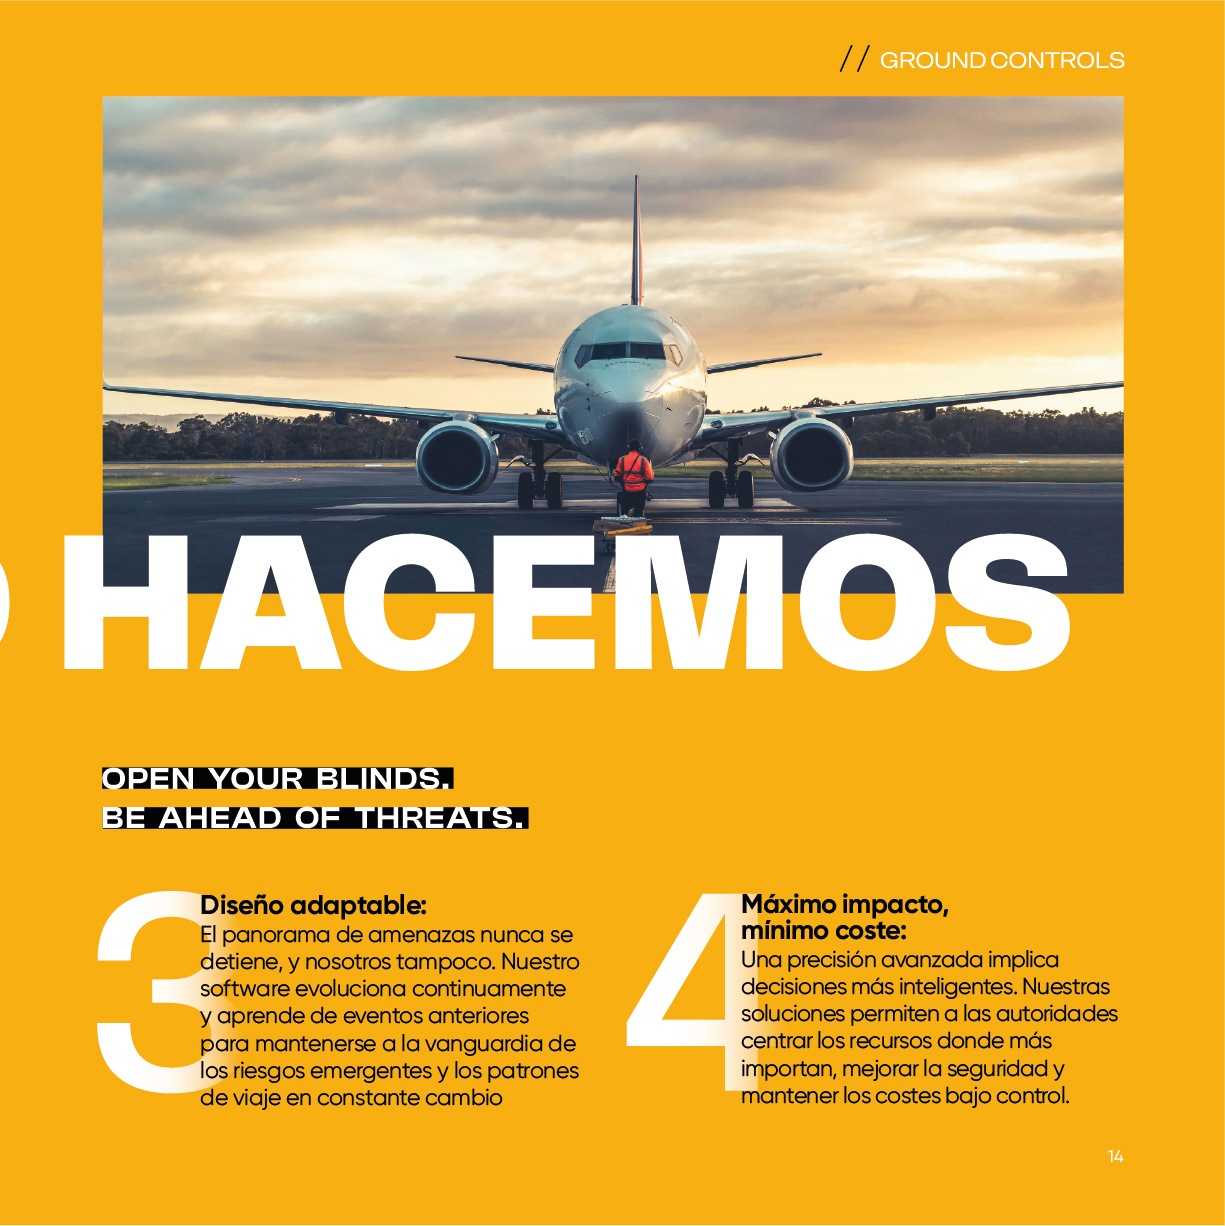 // GROUND CONTROLS
HACEMOS
OPEN YOUR BLINDS.
BE AHEAD OF THREATS.
3
Diseño adaptable:
El panorama de amenazas nunca se
detiene, y nosotros tampoco. Nuestro
software evoluciona continuamente
y aprende de eventos anteriores
para mantenerse a la vanguardia de
los riesgos emergentes y los patrones
de viaje en constante cambio
4
Máximo impacto,
mínimo coste:
Una precisión avanzada implica
decisiones más inteligentes. Nuestras
soluciones permiten a las autoridades
centrar los recursos donde más
importan, mejorar la seguridad y
mantener los costes bajo control.
14